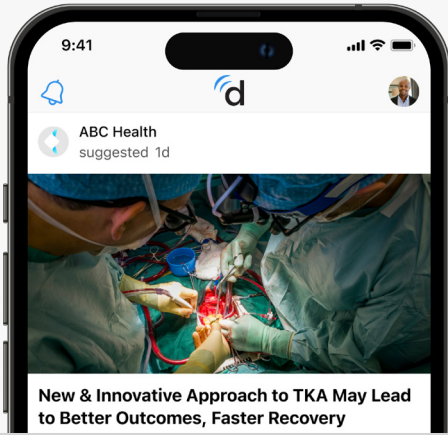 9:41
d
ABC Health
suggested 1d
New & Innovative Approach to TKA May Lead
to Better Outcomes, Faster Recovery